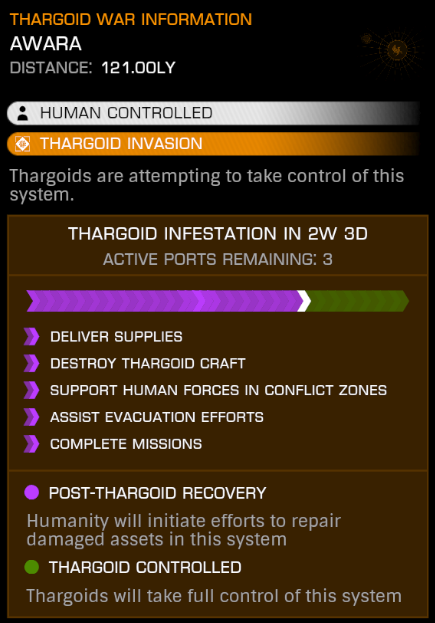 THARGOID WAR INFORMATION
AWARA
DISTANCE: 121.00LY
HUMAN CONTROLLED
THARGOID INVASION
Thargoids are attempting to take control of this
system.
THARGOID INFESTATION IN 2W 3D
ACTIVE PORTS REMAINING: 3
DELIVER SUPPLIES
DESTROY THARGOID CRAFT
SUPPORT HUMAN FORCES IN CONFLICT ZONES
ASSIST EVACUATION EFFORTS
COMPLETE MISSIONS
POST-THARGOID RECOVERY
Humanity will initiate efforts to repair
damaged assets in this system
THARGOID CONTROLLED
Thargoids will take full control of this system